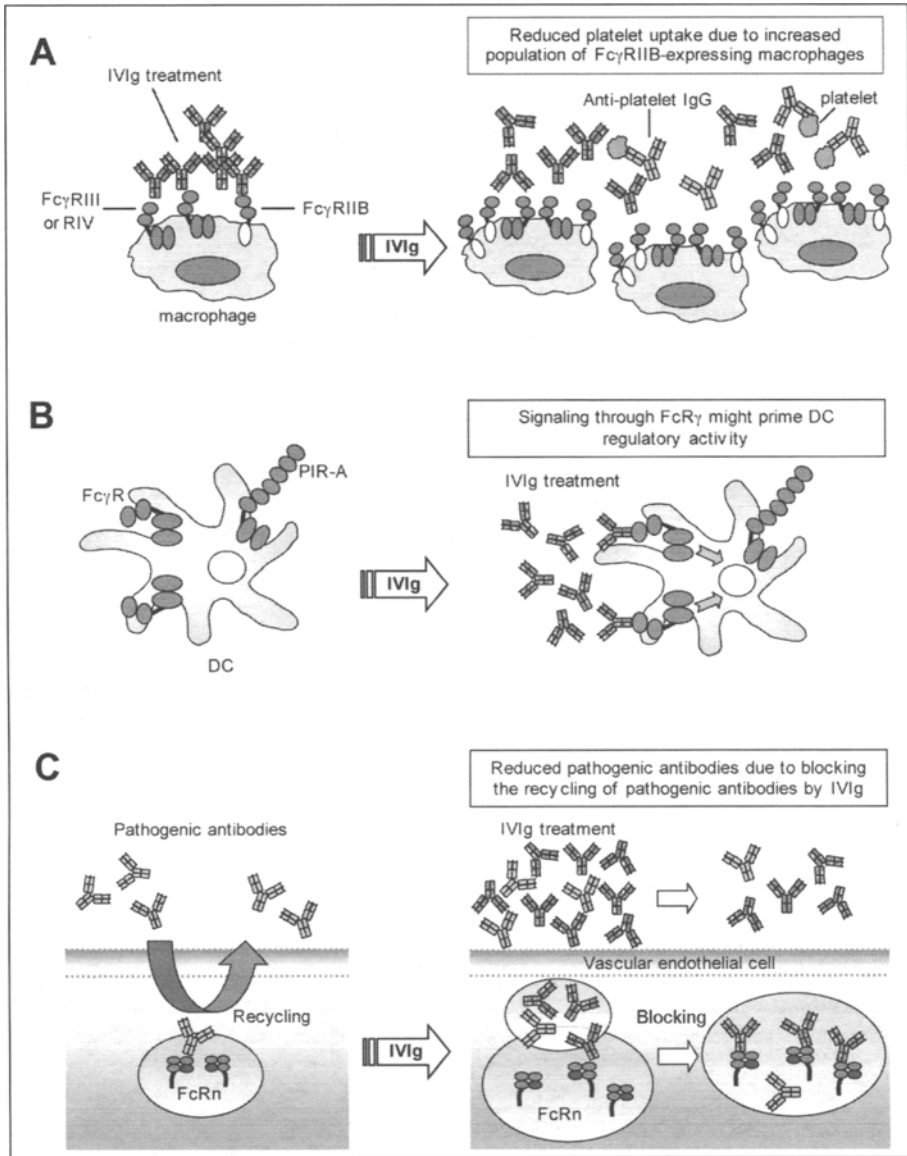 A
IVIg treatment
FcγRIII
or RIV
FcγRIIB
macrophage
IVIg
Reduced platelet uptake due to increased
population of FcγRIIB-expressing macrophages
Anti-platelet IgG
platelet
B
FcγR
PIR-A
DC
IVIg
Signaling through FcRγ might prime DC
regulatory activity
IVIg treatment
C
Pathogenic antibodies
Recycling
FcRn
IVIg
Reduced pathogenic antibodies due to blocking
the recycling of pathogenic antibodies by IVIg
IVIg treatment
Vascular endothelial cell
Blocking
FcRn